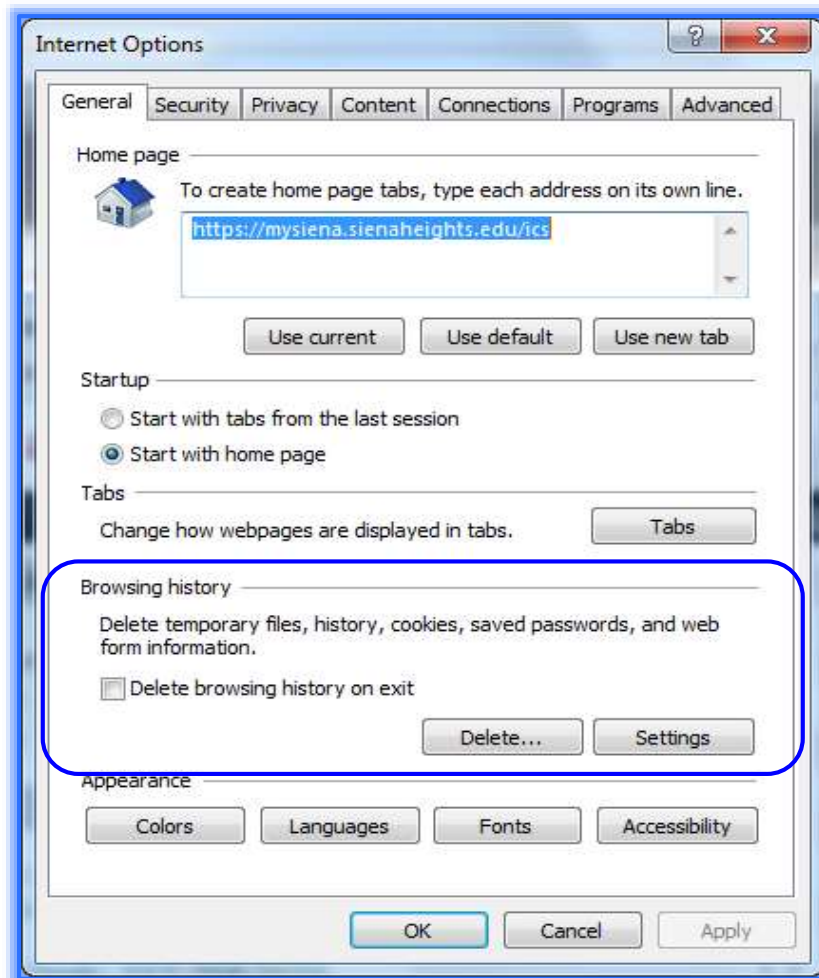 Internet Options
General Security Privacy Content Connections Programs Advanced
Home page
To create home page tabs, type each address on its own line.
https://mysiena.sienaheights.edu/ics
Use current Use default Use new tab
Startup
Start with tabs from the last session
Start with home page
Tabs
Change how webpages are displayed in tabs. Tabs
Browsing history
Delete temporary files, history, cookies, saved passwords, and web
form information.
Delete browsing history on exit
Delete... Settings
Appearance
Colors Languages Fonts Accessibility
OK Cancel Apply